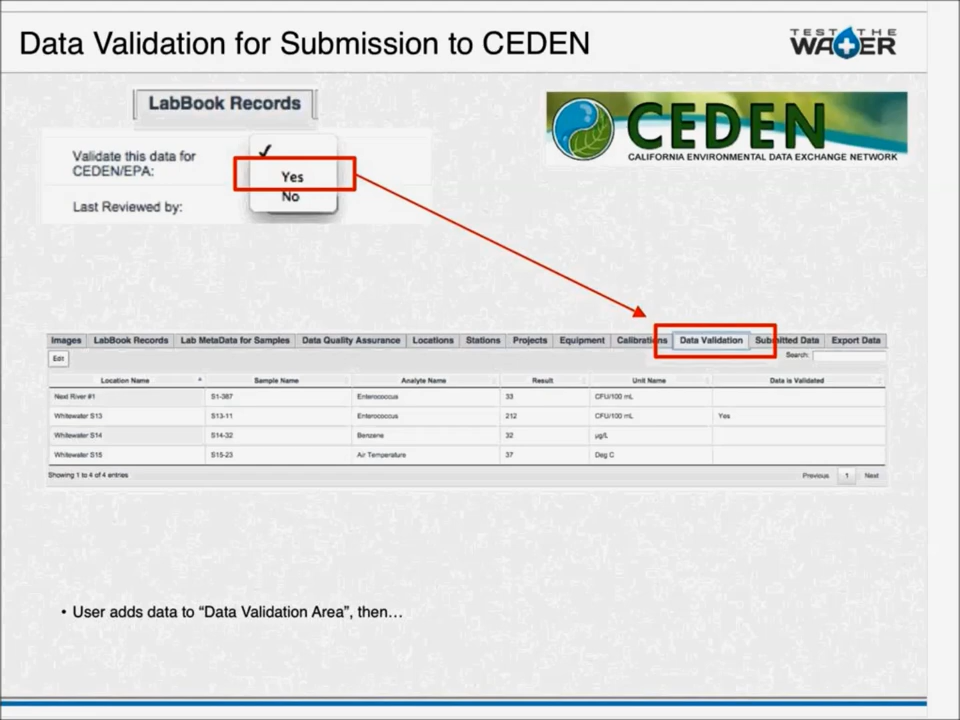 Data Validation for Submission to CEDEN
TEST THE
WATER
LabBook Records
CEDEN
CALIFORNIA ENVIRONMENTAL DATA EXCHANGE NETWORK
Validate this data for
CEDEN/EPA:
✓
Yes
No
Last Reviewed by:
Images LabBook Records Lab MetaData for Samples Data Quality Assurance Locations Stations Projects Equipment Calibrations Data Validation Submitted Data Export Data
Edit Search:
Location Name Sample Name Analyte Name Result Unit Name Data is Validated
Next River #1 S1-387 Enterococcus 33 CFU/100 mL
Whitewater S13 S13-11 Enterococcus 212 CFU/100 mL Yes
Whitewater S14 S14-32 Benzene 32 µg/L
Whitewater S15 S15-23 Air Temperature 37 Deg C
Showing 1 to 4 of 4 entries Previous 1 Next
• User adds data to “Data Validation Area”, then…